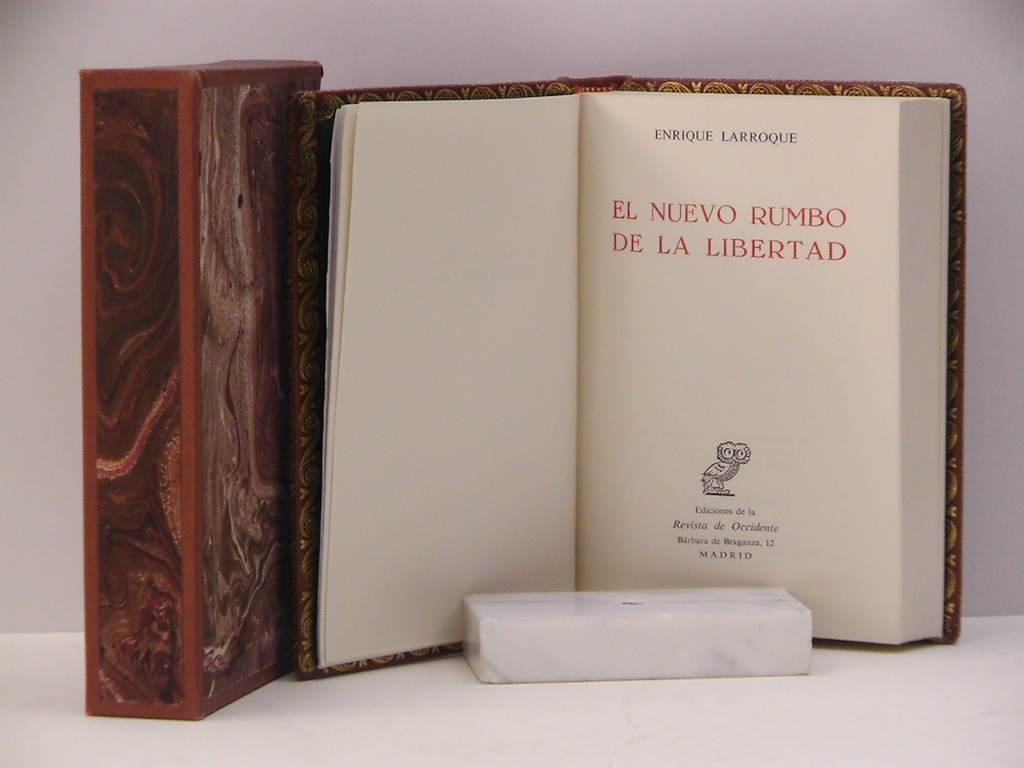 ENRIQUE LARROQUE
EL NUEVO RUMBO
DE LA LIBERTAD
Ediciones de la
Revista de Occidente
Bárbara de Braganza, 12
MADRID